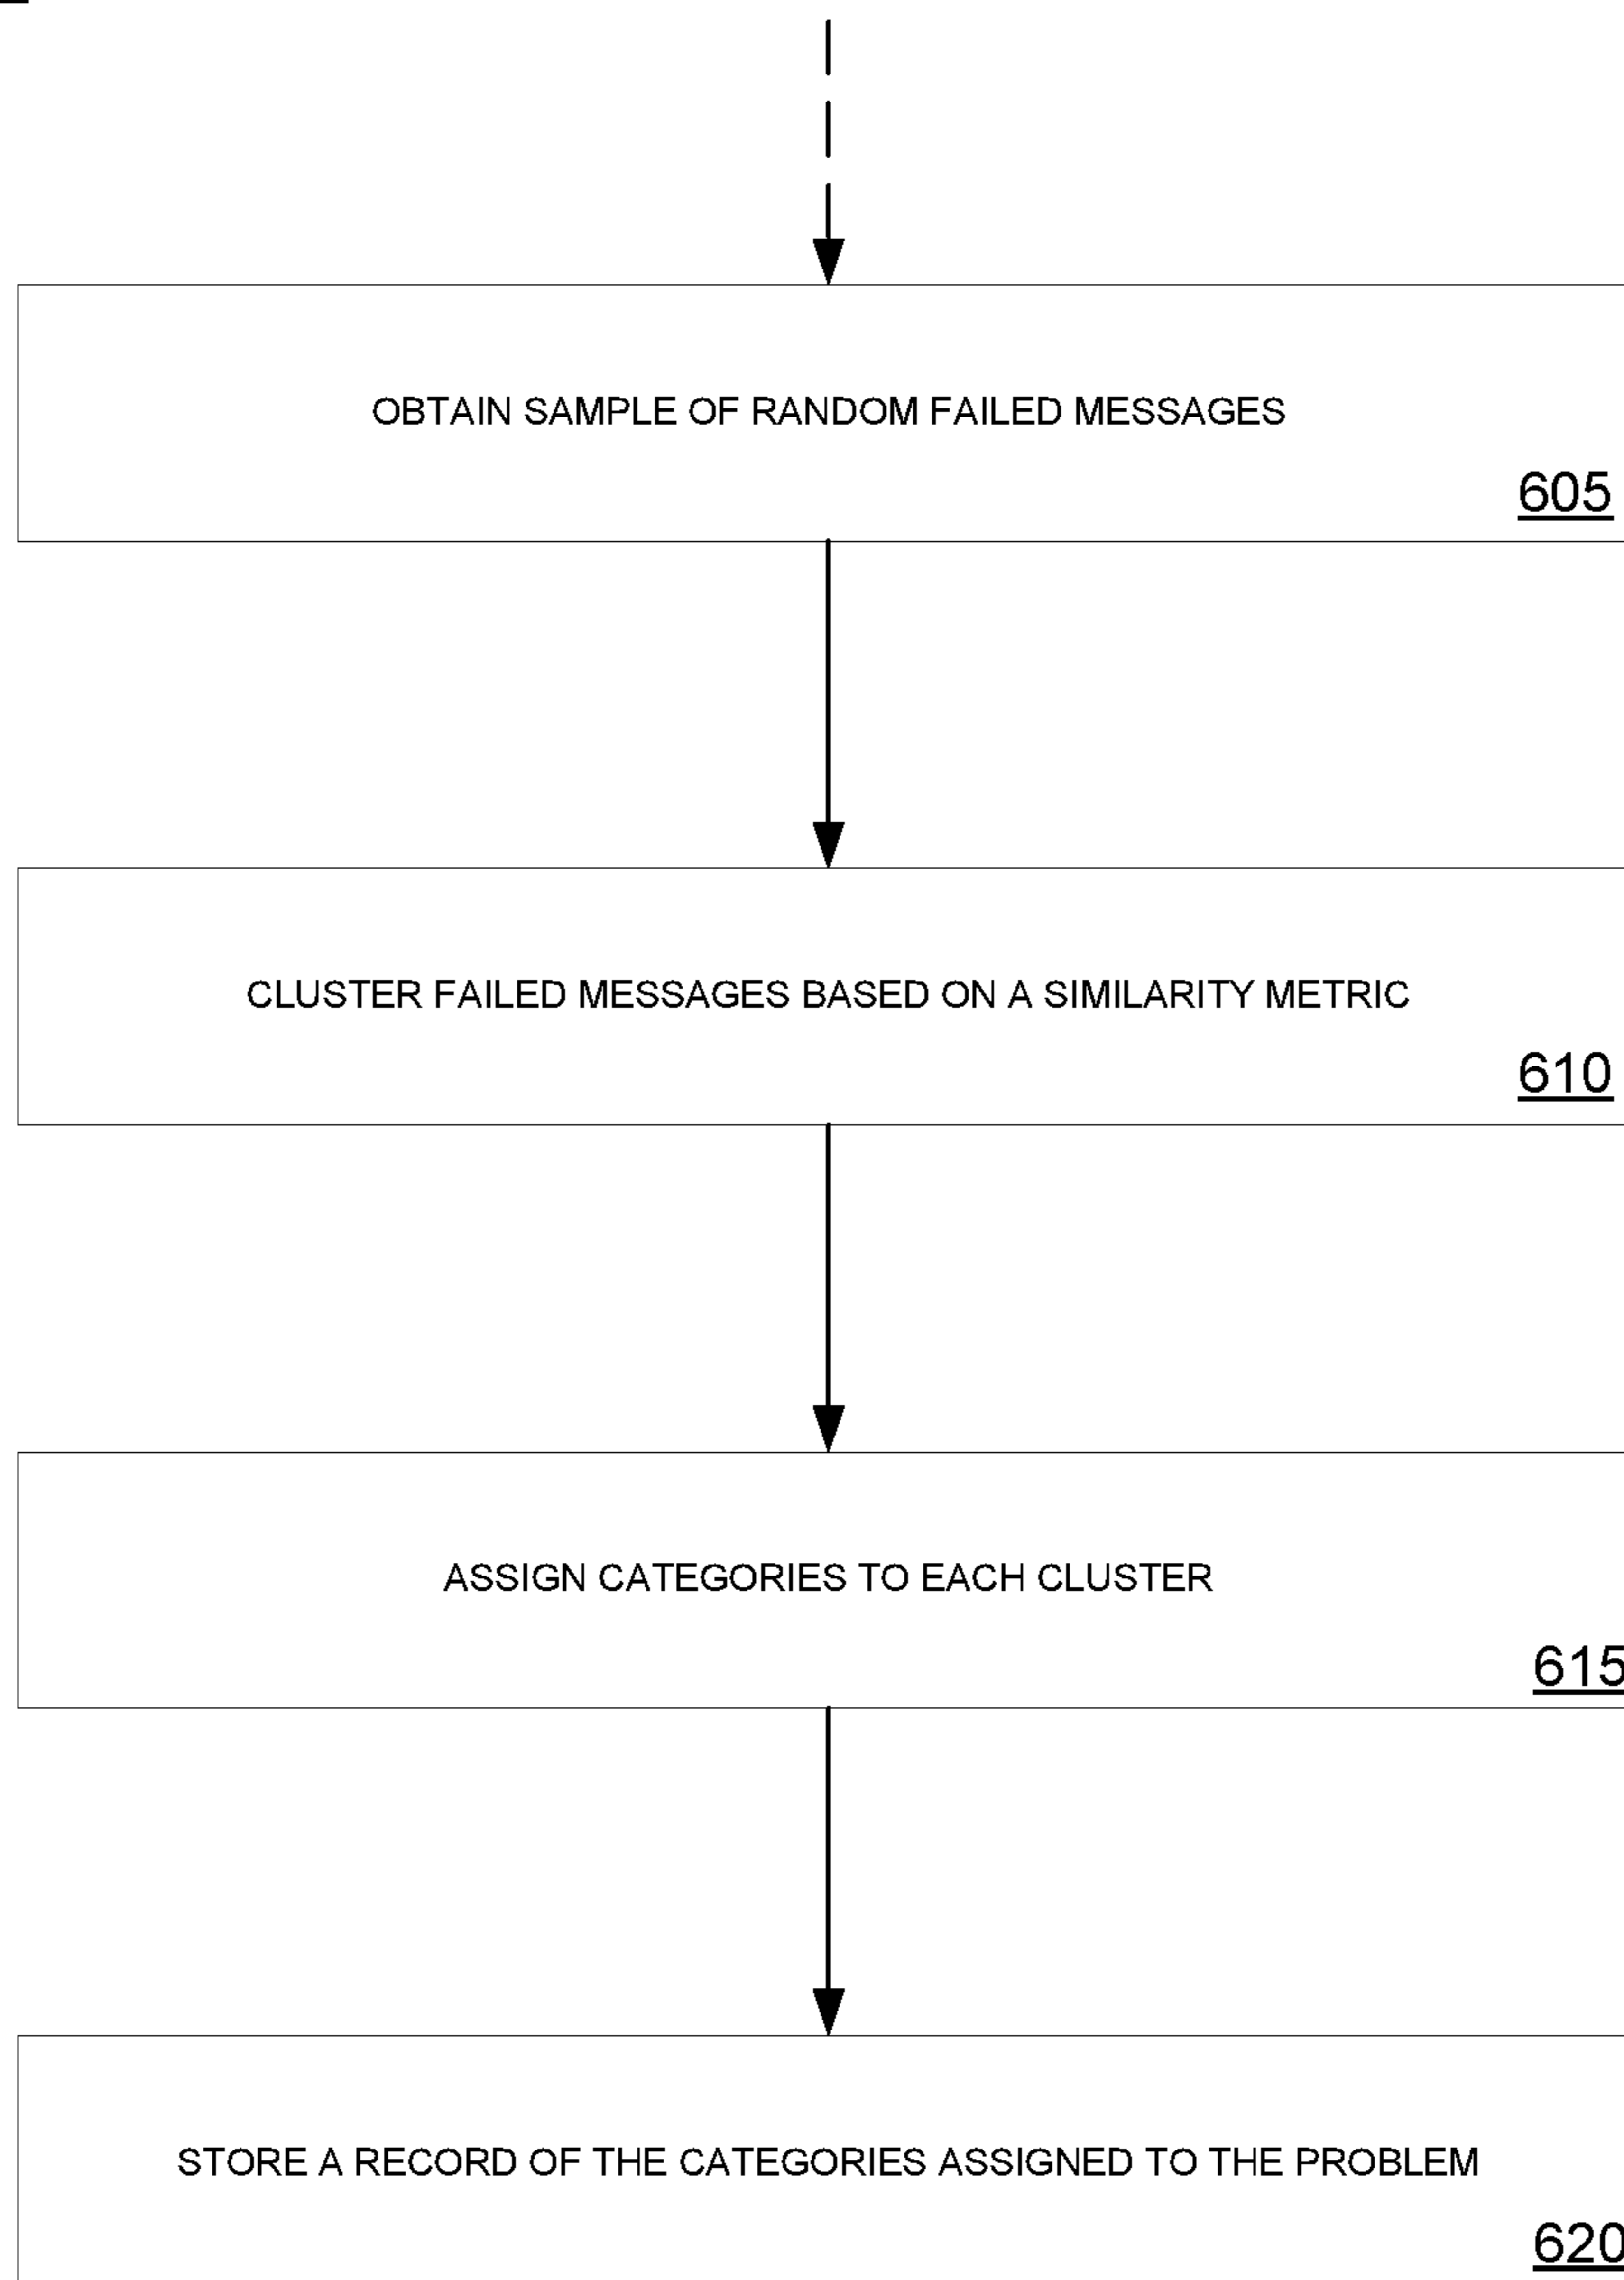 OBTAIN SAMPLE OF RANDOM FAILED MESSAGES
605
CLUSTER FAILED MESSAGES BASED ON A SIMILARITY METRIC
610
ASSIGN CATEGORIES TO EACH CLUSTER
615
STORE A RECORD OF THE CATEGORIES ASSIGNED TO THE PROBLEM
620